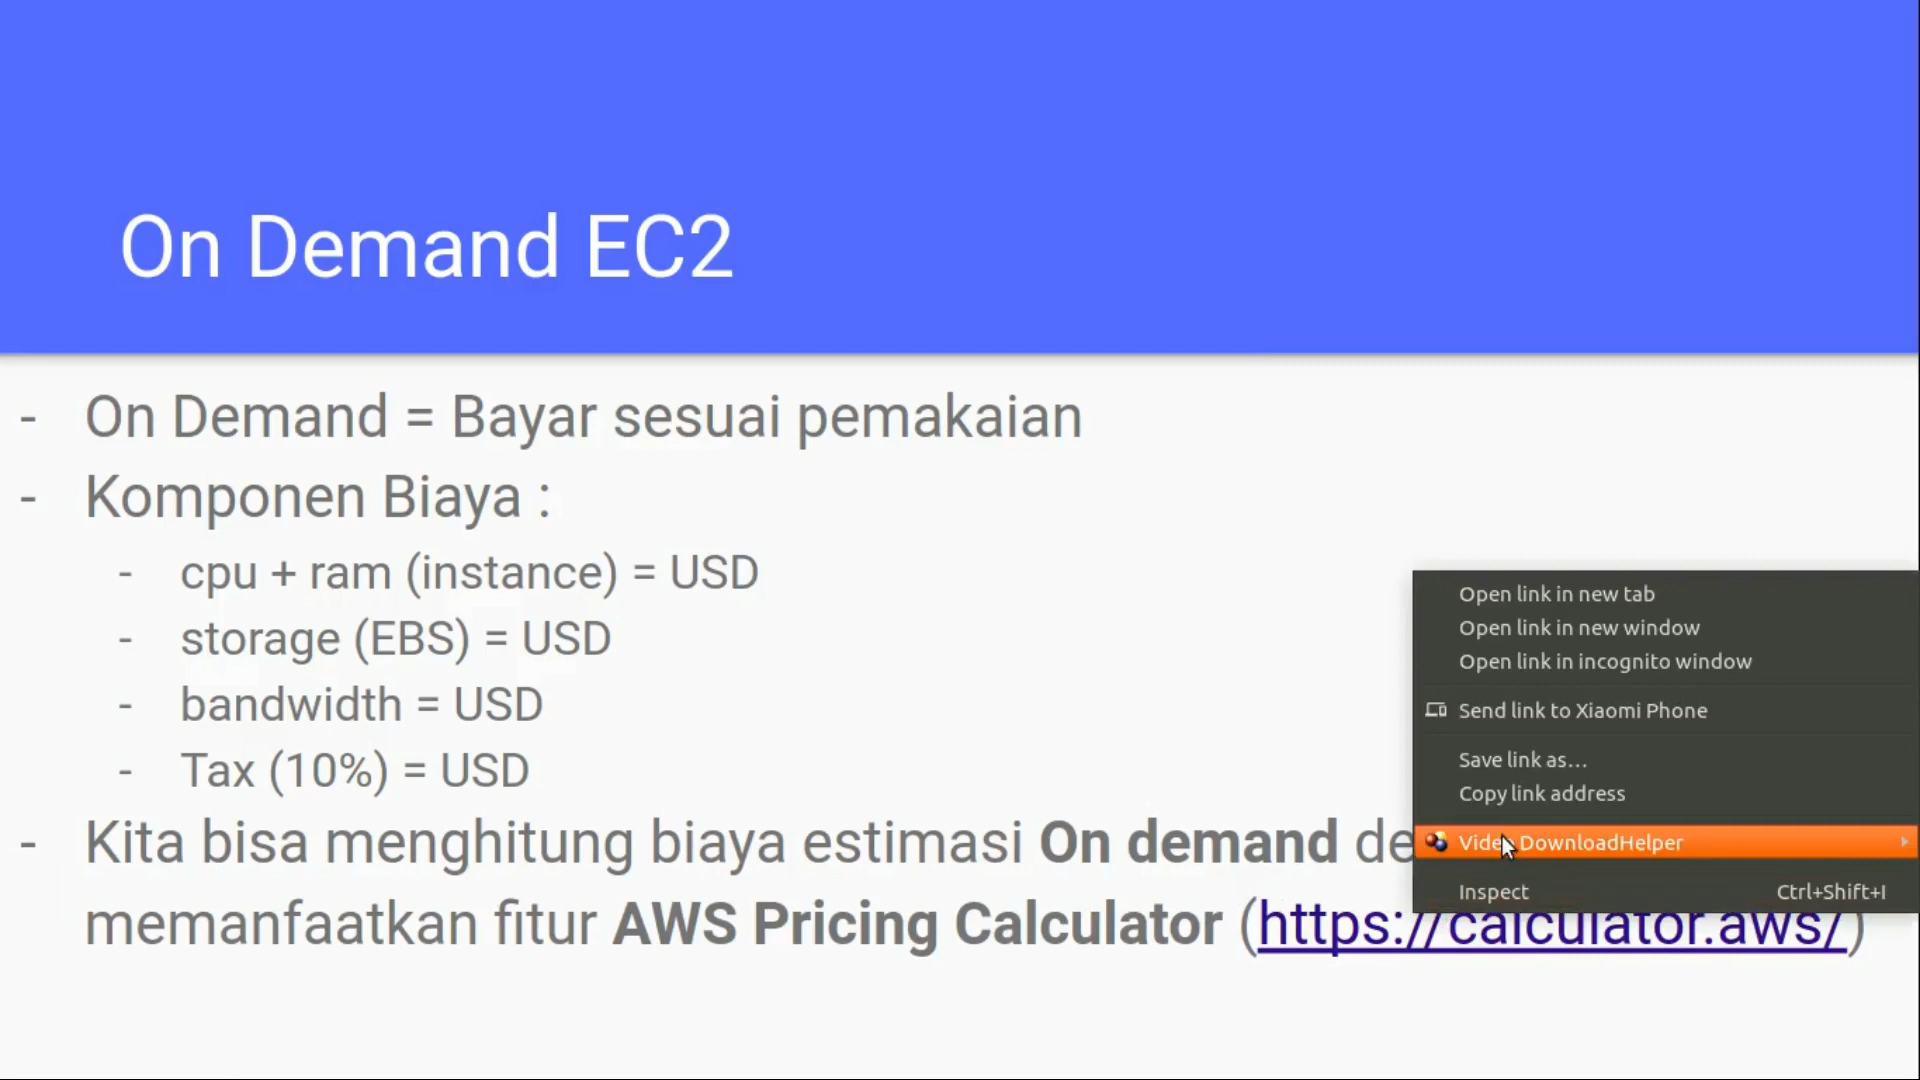 On Demand EC2
- On Demand = Bayar sesuai pemakaian
- Komponen Biaya :
- cpu + ram (instance) = USD
- storage (EBS) = USD
- bandwidth = USD
- Tax (10%) = USD
- Kita bisa menghitung biaya estimasi On demand de
memanfaatkan fitur AWS Pricing Calculator (https://calculator.aws/)
Open link in new tab
Open link in new window
Open link in incognito window
Send link to Xiaomi Phone
Save link as...
Copy link address
Video DownloadHelper
Inspect Ctrl+Shift+I